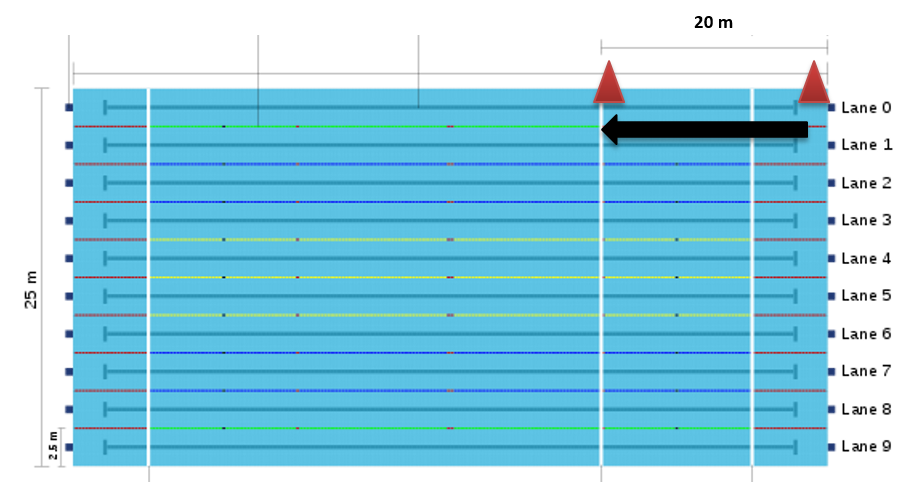 20 m
Lane 0
Lane 1
Lane 2
Lane 3
Lane 4
25 m
Lane 5
Lane 6
Lane 7
Lane 8
2.5 m
Lane 9